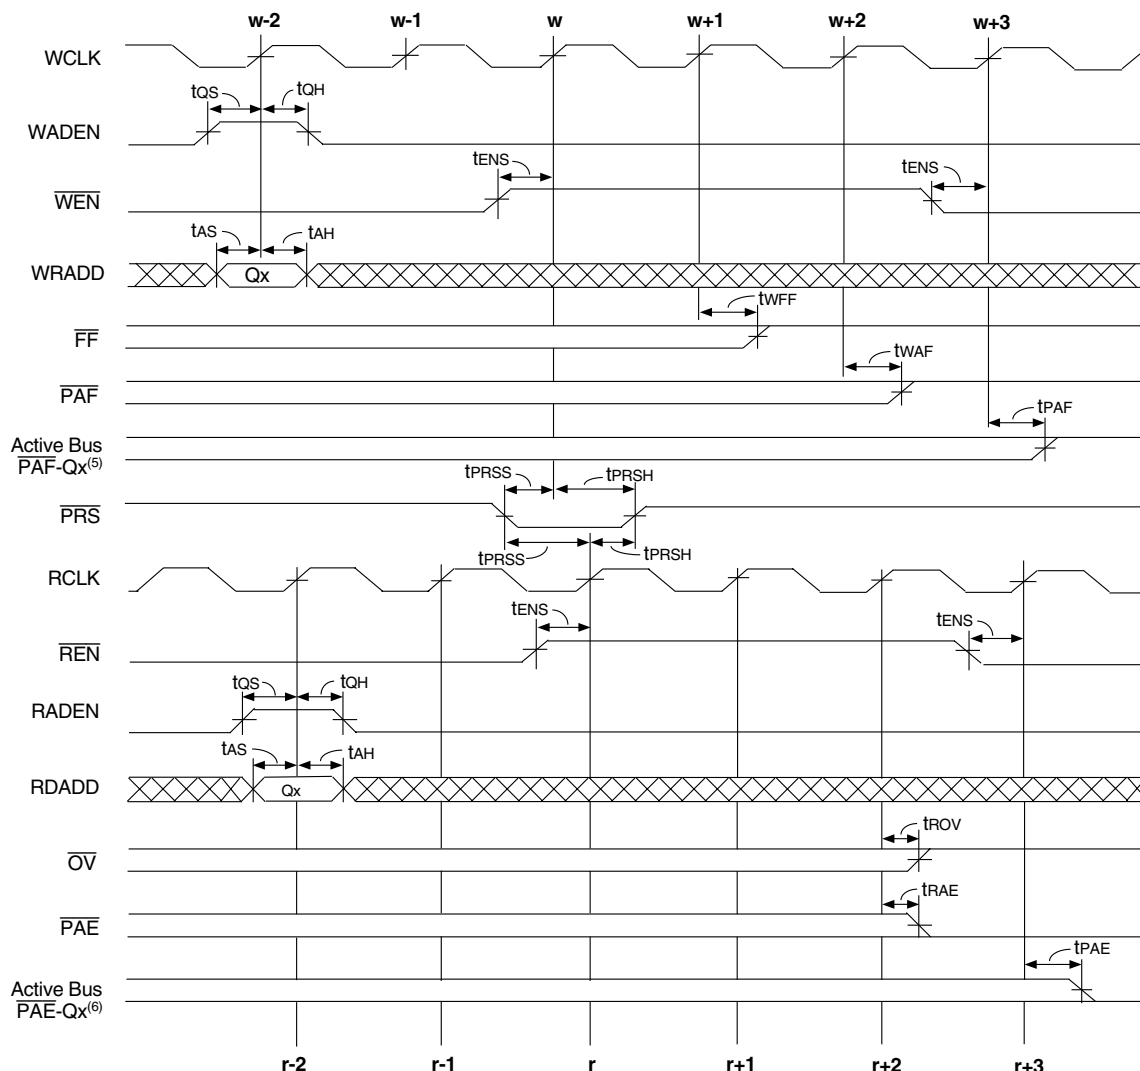 w-2 w-1 w w+1 w+2 w+3
WCLK
tQS tQH
WADEN
tENS tENS
WEN
tAS tAH
WRADD Qx
tWFF
FF
tWAF
PAF
tPAF
Active Bus
PAF-Qx(5)
tPRSS tPRSH
PRS
tPRSS tPRSH
RCLK
tENS tENS
REN
tQS tQH
RADEN
tAS tAH
RDADD Qx
tROV
OV
tRAE
PAE
tPAE
Active Bus
PAE-Qx(6)
r-2 r-1 r r+1 r+2 r+3